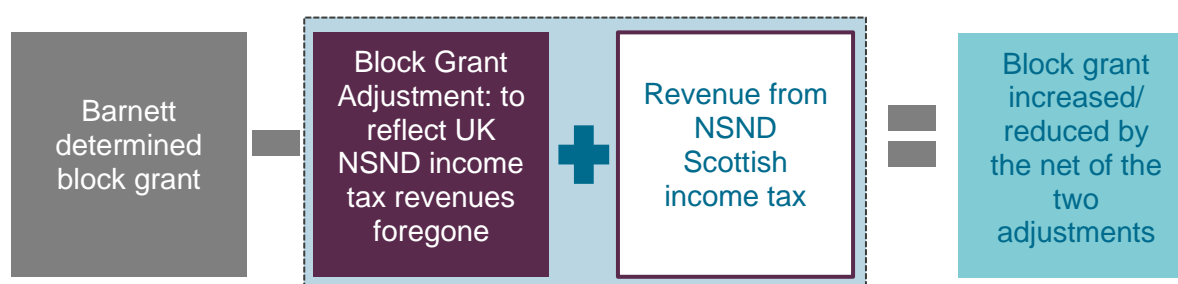 Barnett
determined
block grant
Block Grant
Adjustment: to
reflect UK
NSND income
tax revenues
foregone
Revenue from
NSND
Scottish
income tax
Block grant
increased/
reduced by
the net of the
two
adjustments